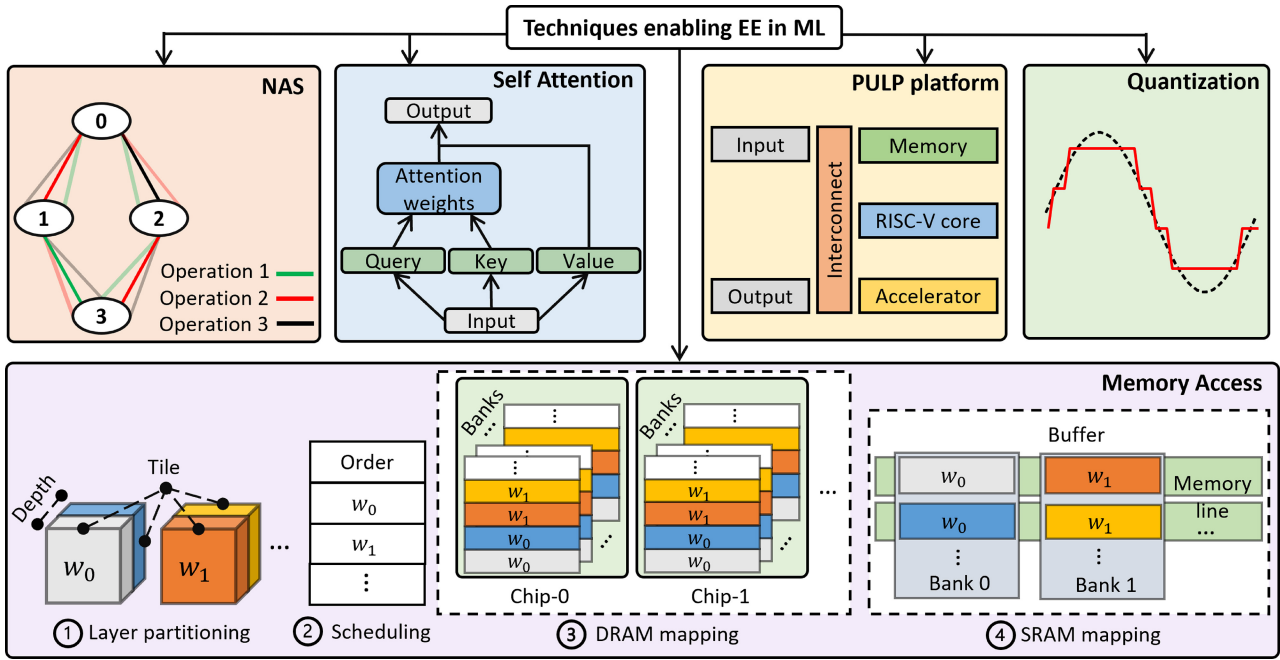 Techniques enabling EE in ML
NAS
0
1
2
3
Operation 1
Operation 2
Operation 3
Self Attention
Output
Attention
weights
Query
Key
Value
Input
PULP platform
Input
Output
Interconnect
Memory
RISC-V core
Accelerator
Quantization
Memory Access
Depth
Tile
w₀
w₁
...
1 Layer partitioning
Order
w₀
w₁
⋮
2 Scheduling
Banks
...
⋮
⋮
w₁
w₁
w₀
w₀
...
Chip-0
Banks
...
⋮
⋮
w₁
w₁
w₀
w₀
...
Chip-1
...
3 DRAM mapping
Buffer
w₀
w₁
Memory
w₀
w₁
line
...
⋮
⋮
Bank 0
Bank 1
4 SRAM mapping